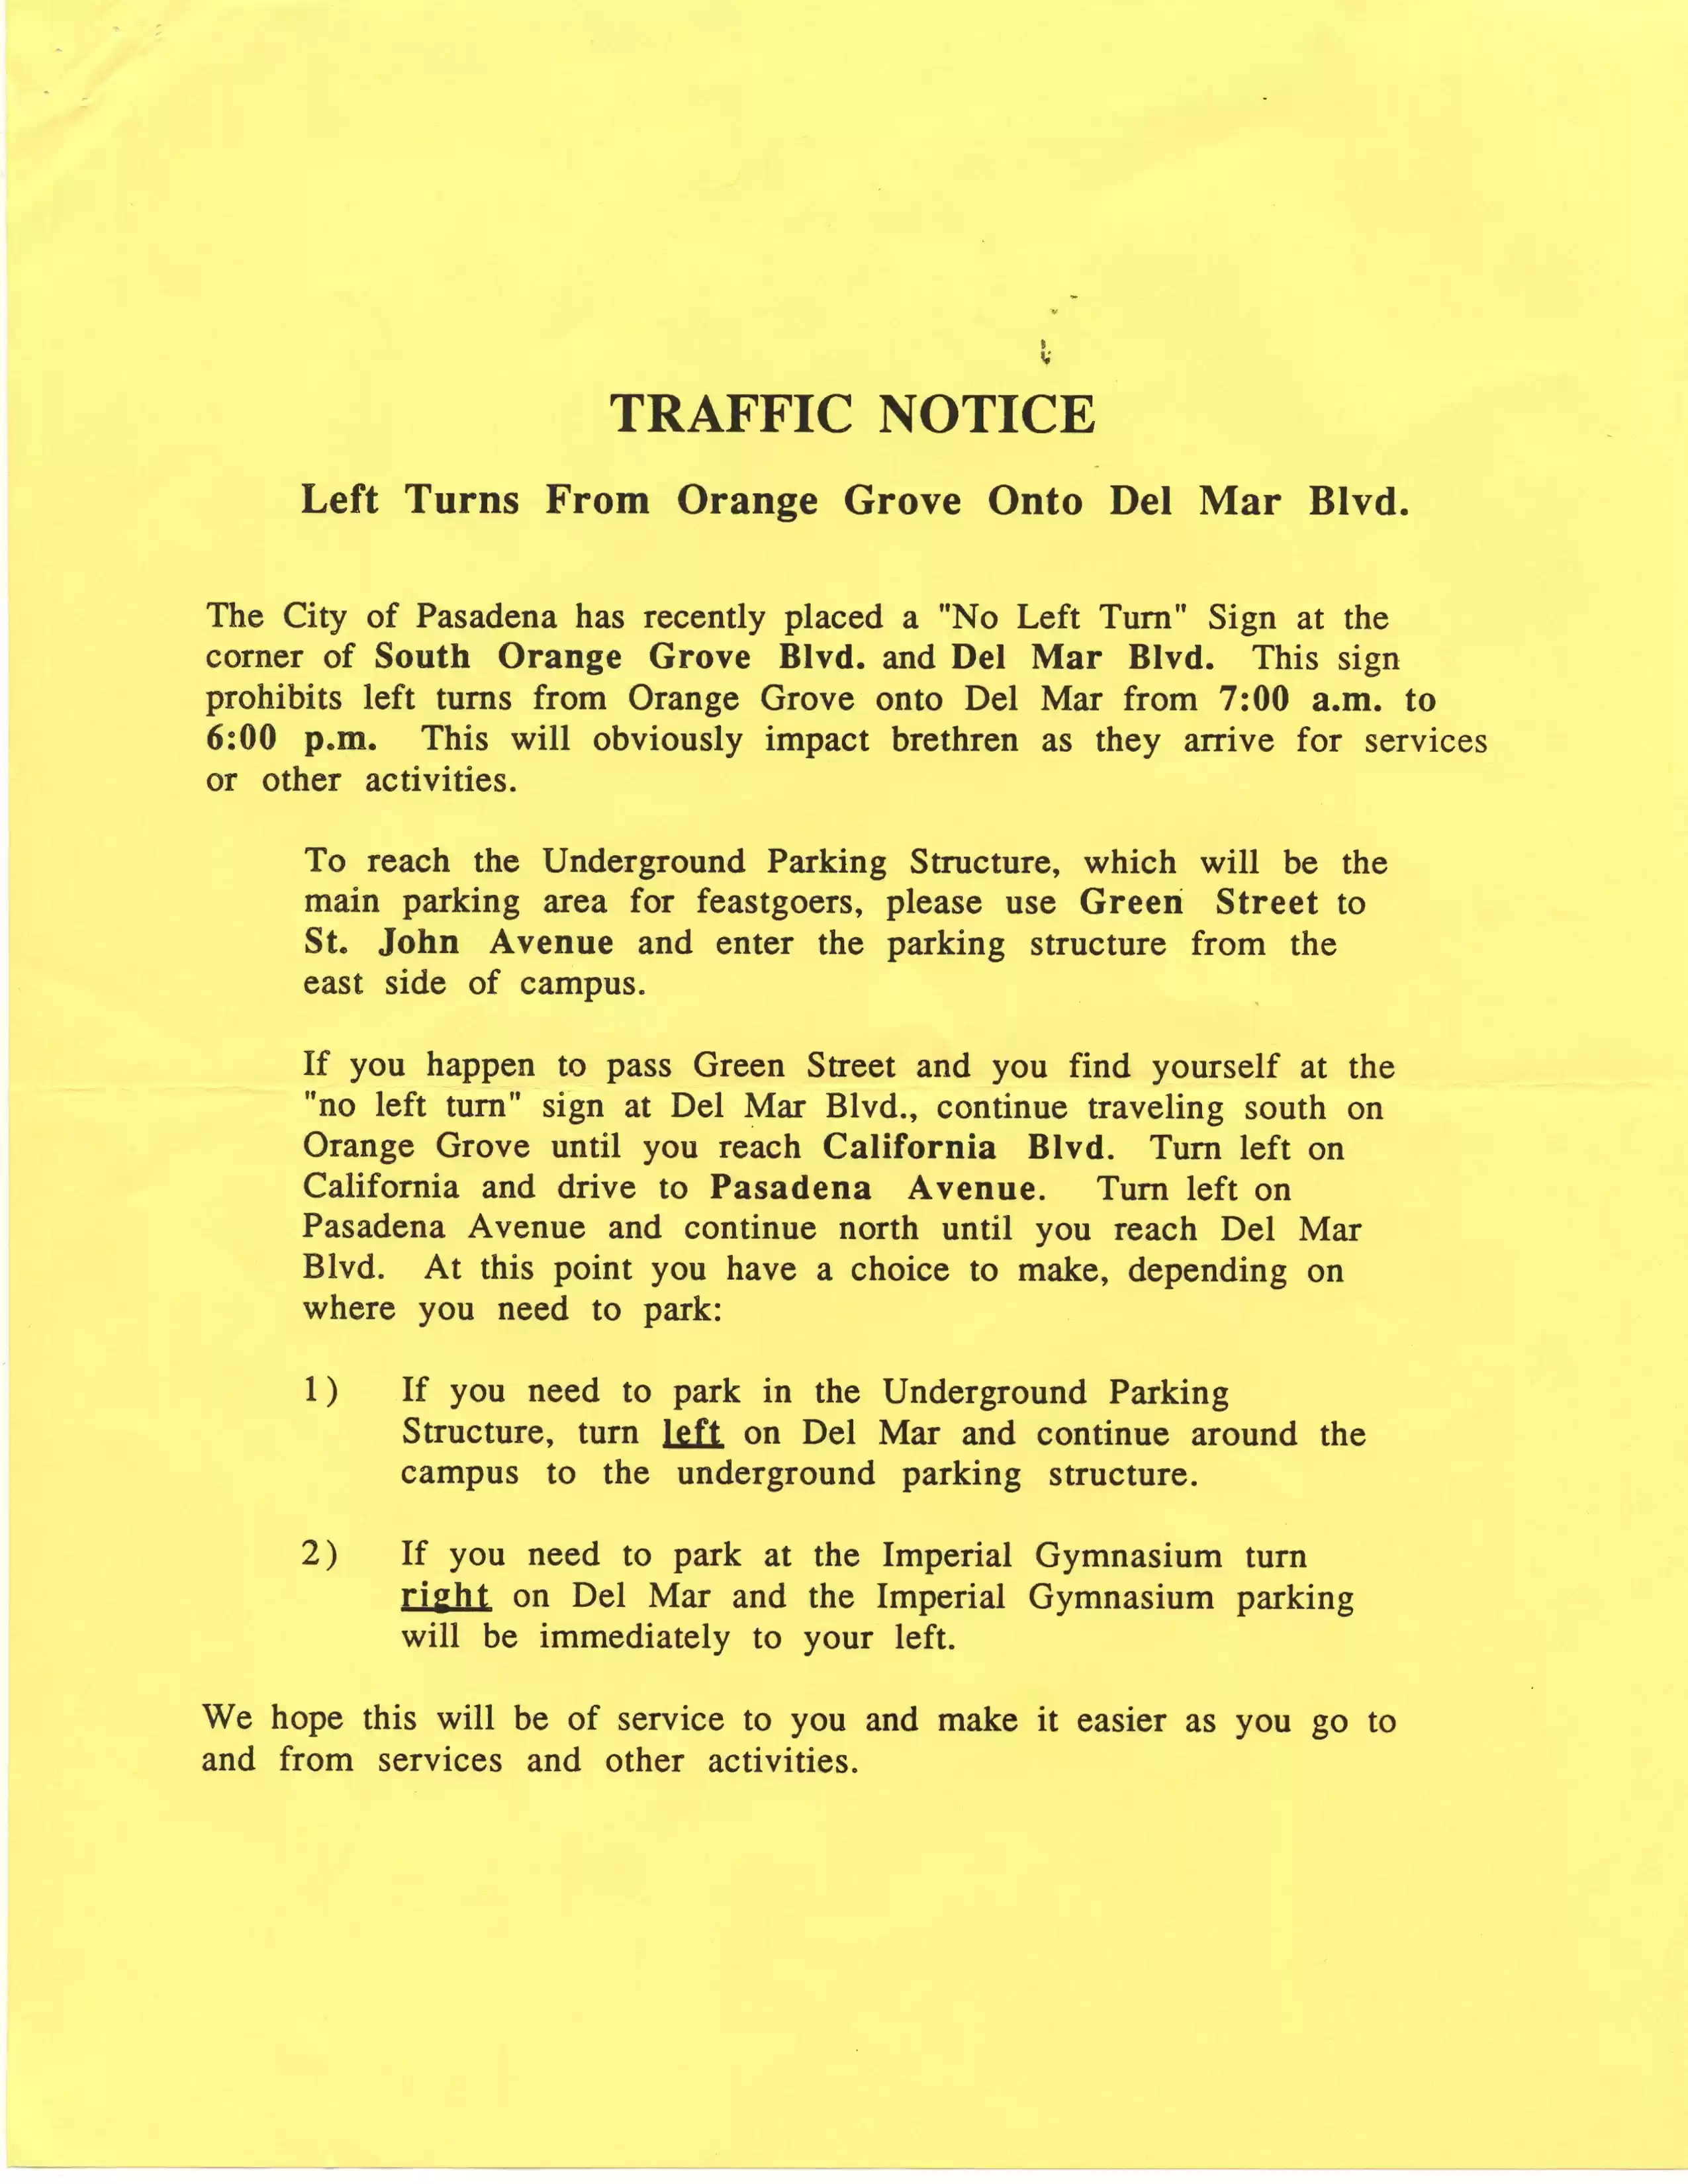 TRAFFIC NOTICE
Left Turns From Orange Grove Onto Del Mar Blvd.
The City of Pasadena has recently placed a "No Left Turn" Sign at the
corner of South Orange Grove Blvd. and Del Mar Blvd. This sign
prohibits left turns from Orange Grove onto Del Mar from 7:00 a.m. to
6:00 p.m. This will obviously impact brethren as they arrive for services
or other activities.
To reach the Underground Parking Structure, which will be the
main parking area for feastgoers, please use Green Street to
St. John Avenue and enter the parking structure from the
east side of campus.
If you happen to pass Green Street and you find yourself at the
"no left turn" sign at Del Mar Blvd., continue traveling south on
Orange Grove until you reach California Blvd. Turn left on
California and drive to Pasadena Avenue. Turn left on
Pasadena Avenue and continue north until you reach Del Mar
Blvd. At this point you have a choice to make, depending on
where you need to park:
1) If you need to park in the Underground Parking
Structure, turn left on Del Mar and continue around the
campus to the underground parking structure.
2) If you need to park at the Imperial Gymnasium turn
right on Del Mar and the Imperial Gymnasium parking
will be immediately to your left.
We hope this will be of service to you and make it easier as you go to
and from services and other activities.